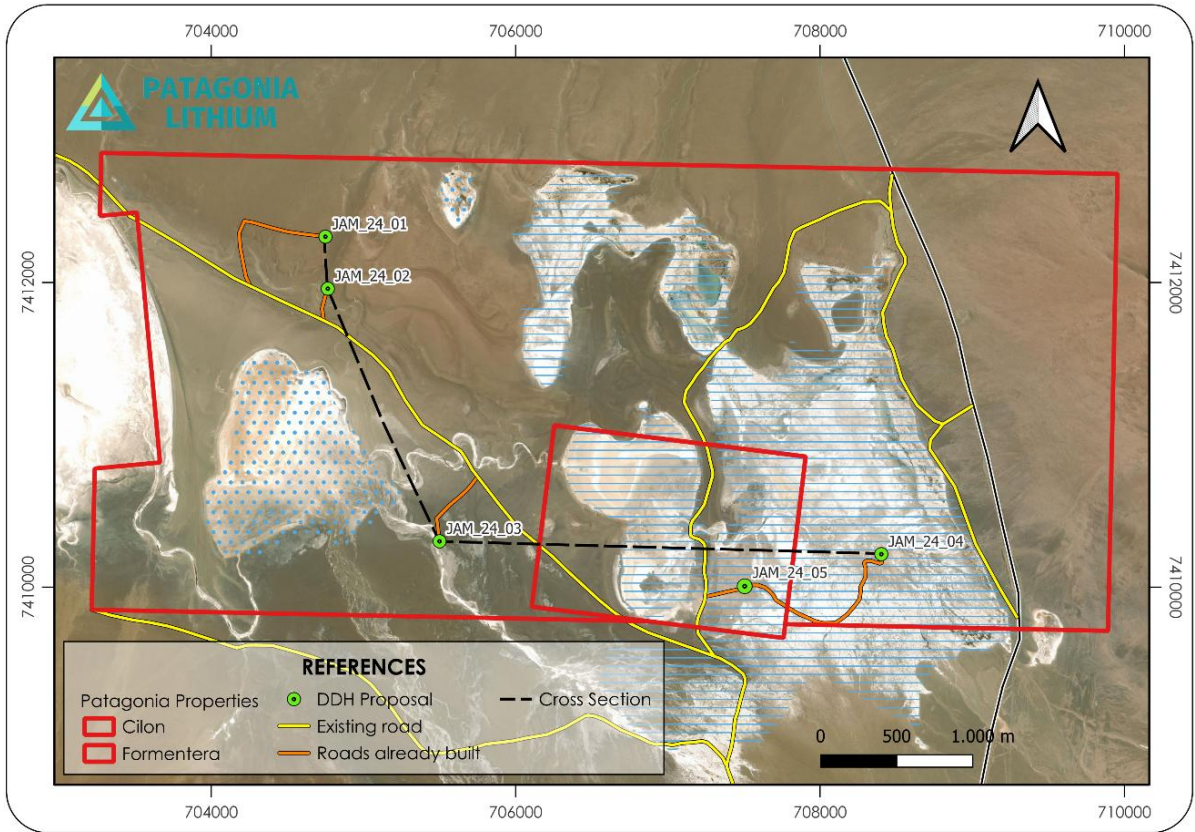 704000 706000 708000 710000
PATAGONIA
LITHIUM
JAM_24_01
JAM_24_02
7412000 7412000
JAM_24_03
JAM_24_04
JAM_24_05
7410000 7410000
REFERENCES
Patagonia Properties
Cilon
Formentera
DDH Proposal
Existing road
Roads already built
Cross Section
0 500 1.000 m
704000 706000 708000 710000